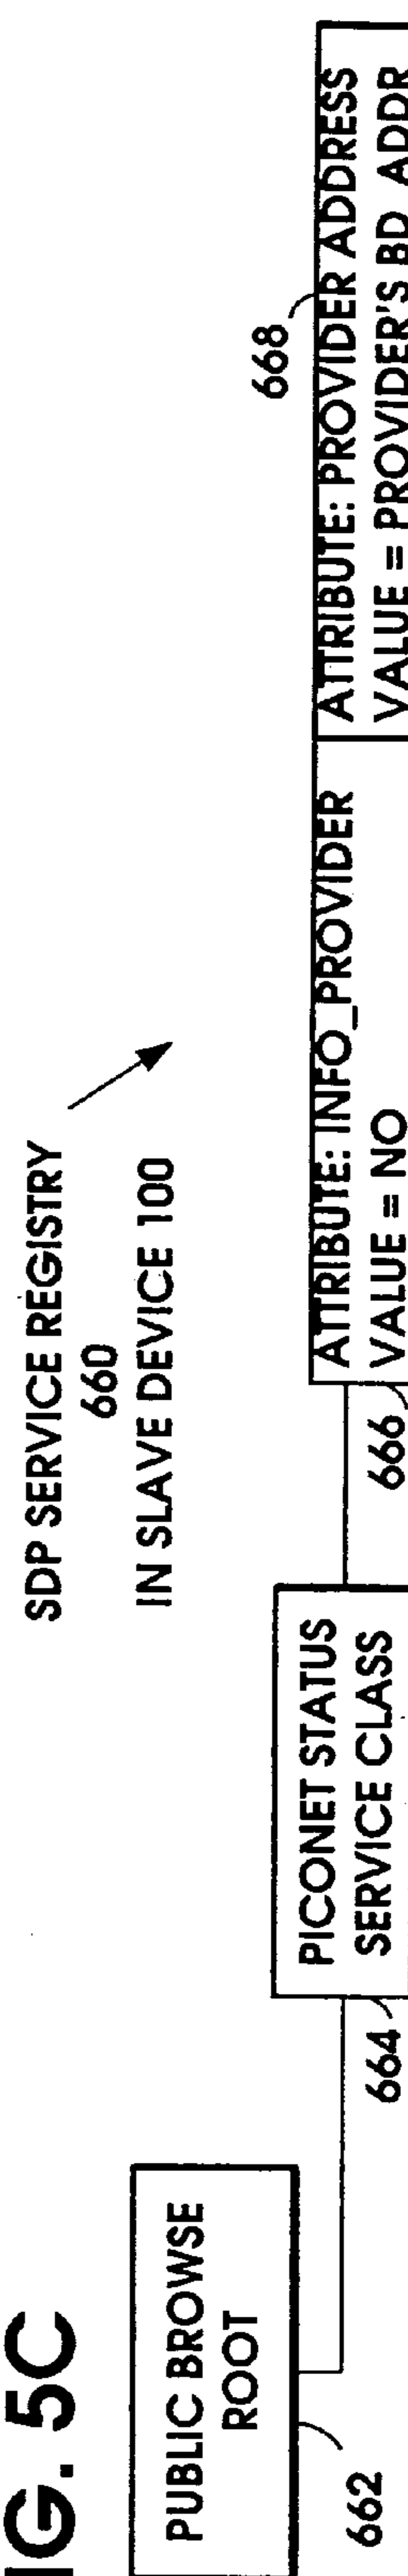 IG. 5C
SDP SERVICE REGISTRY
660
IN SLAVE DEVICE 100
PUBLIC BROWSE
ROOT
662
PICONET STATUS
SERVICE CLASS
664
ATTRIBUTE: INFO_PROVIDER
VALUE = NO
666
ATTRIBUTE: PROVIDER ADDRESS
VALUE = PROVIDER'S BD_ADDR
668